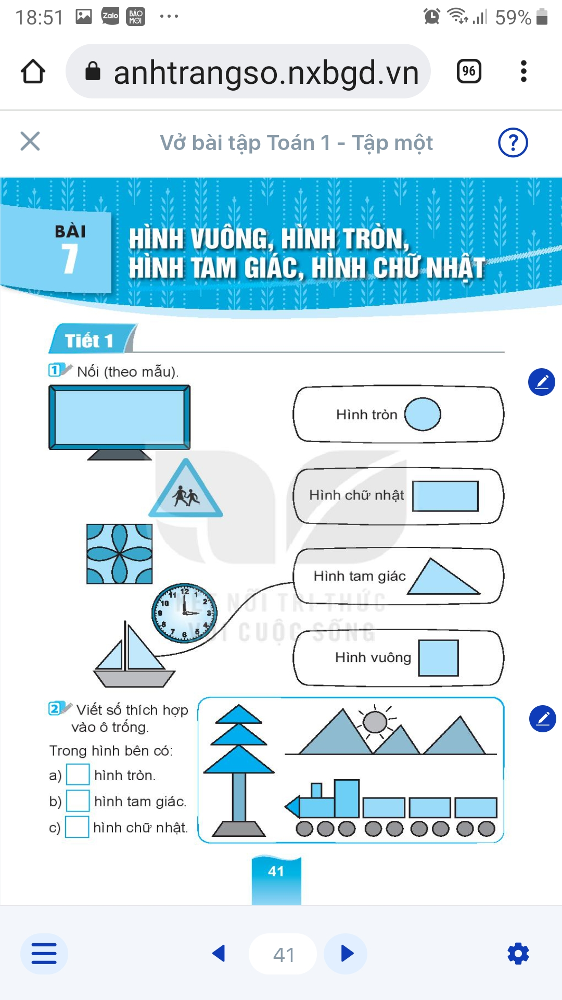 18:51 Zalo BÁO MỚI ... 59%
anhtrangso.nxbgd.vn 96
Vở bài tập Toán 1 - Tập một ?
BÀI
7
HÌNH VUÔNG, HÌNH TRÒN,
HÌNH TAM GIÁC, HÌNH CHỮ NHẬT
Tiết 1
1 Nối (theo mẫu).
Hình tròn
Hình chữ nhật
Hình tam giác
12 1 2 3 4 5 6 7 8 9 10 11
KẾT NỐI TRI THỨC
VỚI CUỘC SỐNG
Hình vuông
2 Viết số thích hợp
vào ô trống.
Trong hình bên có:
a) hình tròn.
b) hình tam giác.
c) hình chữ nhật.
41
41